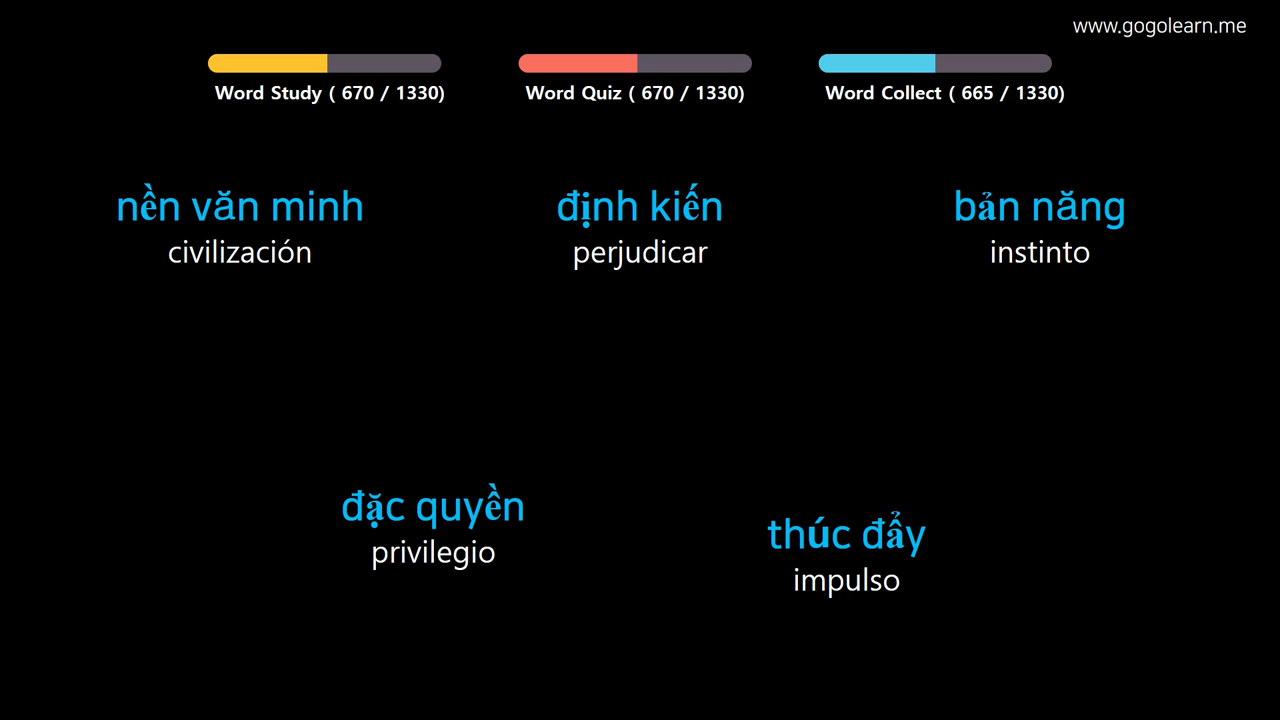 www.gogolearn.me
Word Study ( 670 / 1330)
Word Quiz ( 670 / 1330)
Word Collect ( 665 / 1330)
nền văn minh
civilización
định kiến
perjudicar
bản năng
instinto
đặc quyền
privilegio
thúc đẩy
impulso